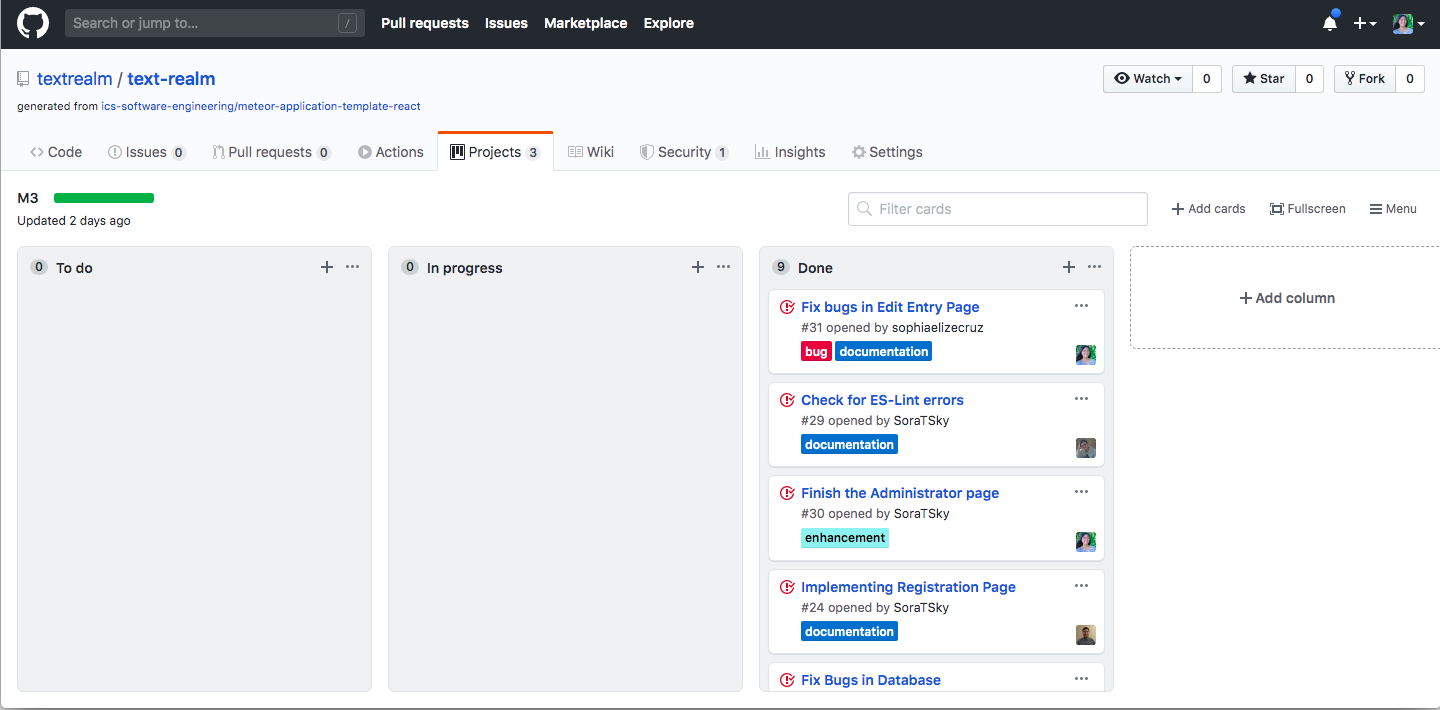 Search or jump to... /
Pull requests Issues Marketplace Explore
textrealm / text-realm
Watch 0 Star 0 Fork 0
generated from ics-software-engineering/meteor-application-template-react
Code Issues 0 Pull requests 0 Actions Projects 3 Wiki Security 1 Insights Settings
M3
Updated 2 days ago
Filter cards
Add cards Fullscreen Menu
0 To do
0 In progress
9 Done
Fix bugs in Edit Entry Page
#31 opened by sophiaelizecruz
bug documentation
Check for ES-Lint errors
#29 opened by SoraTSky
documentation
Finish the Administrator page
#30 opened by SoraTSky
enhancement
Implementing Registration Page
#24 opened by SoraTSky
documentation
Fix Bugs in Database
Add column